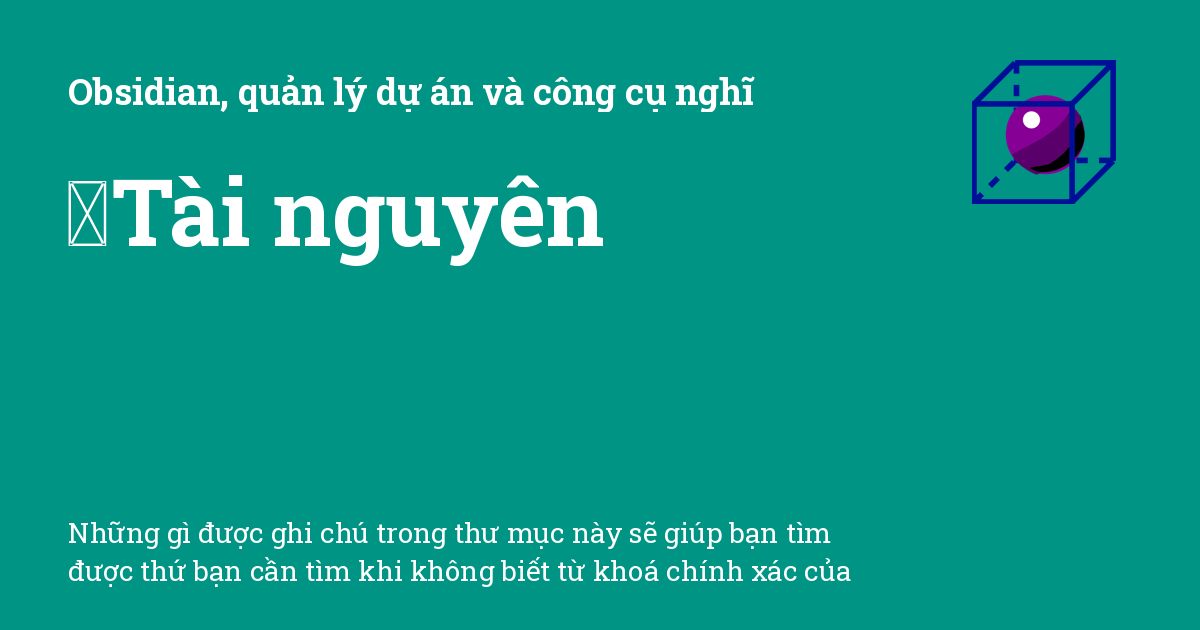 Obsidian, quản lý dự án và công cụ nghĩ
Tài nguyên
Những gì được ghi chú trong thư mục này sẽ giúp bạn tìm
được thứ bạn cần tìm khi không biết từ khoá chính xác của